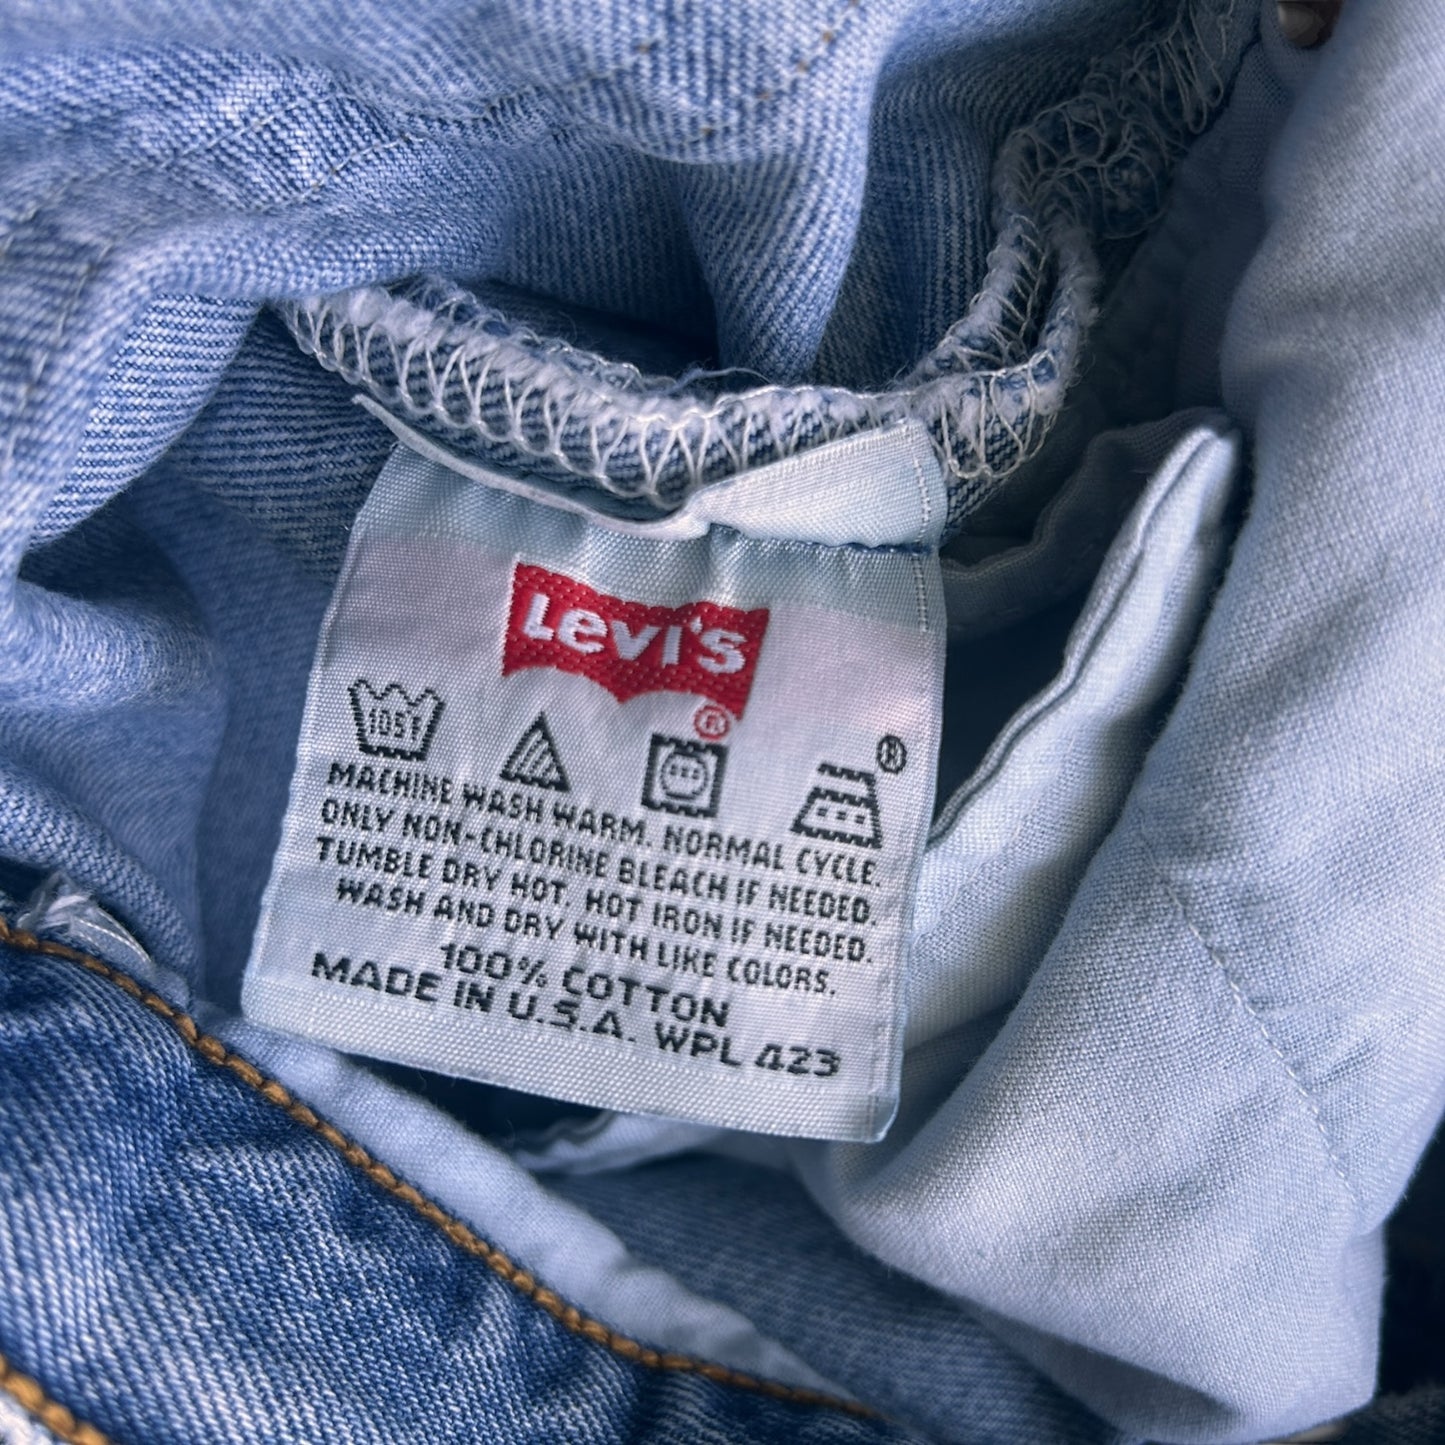 Levi's
®
105F ®
MACHINE WASH WARM. NORMAL CYCLE.
ONLY NON-CHLORINE BLEACH IF NEEDED.
TUMBLE DRY HOT. HOT IRON IF NEEDED.
WASH AND DRY WITH LIKE COLORS.
100% COTTON
MADE IN U.S.A. WPL 423